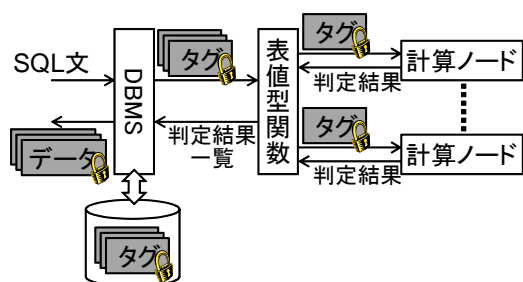 SQL文
DBMS
タグ
表値型関数
タグ
計算ノード
判定結果
データ
判定結果
一覧
タグ
計算ノード
判定結果
タグ